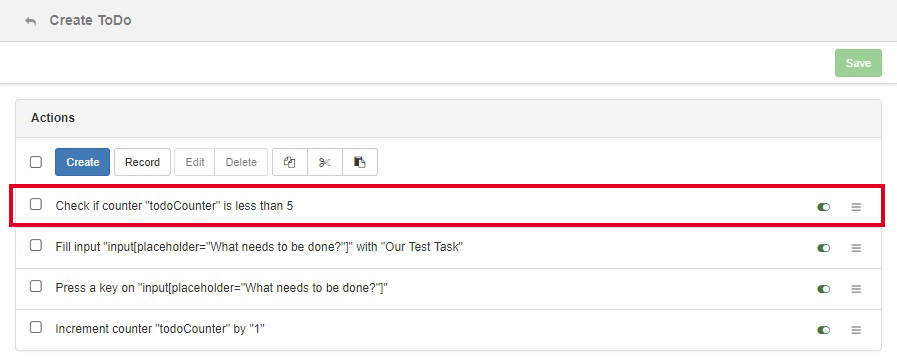 Create ToDo
Save
Actions
Create Record Edit Delete
Check if counter "todoCounter" is less than 5
Fill input "input[placeholder="What needs to be done?"]" with "Our Test Task"
Press a key on "input[placeholder="What needs to be done?"]"
Increment counter "todoCounter" by "1"